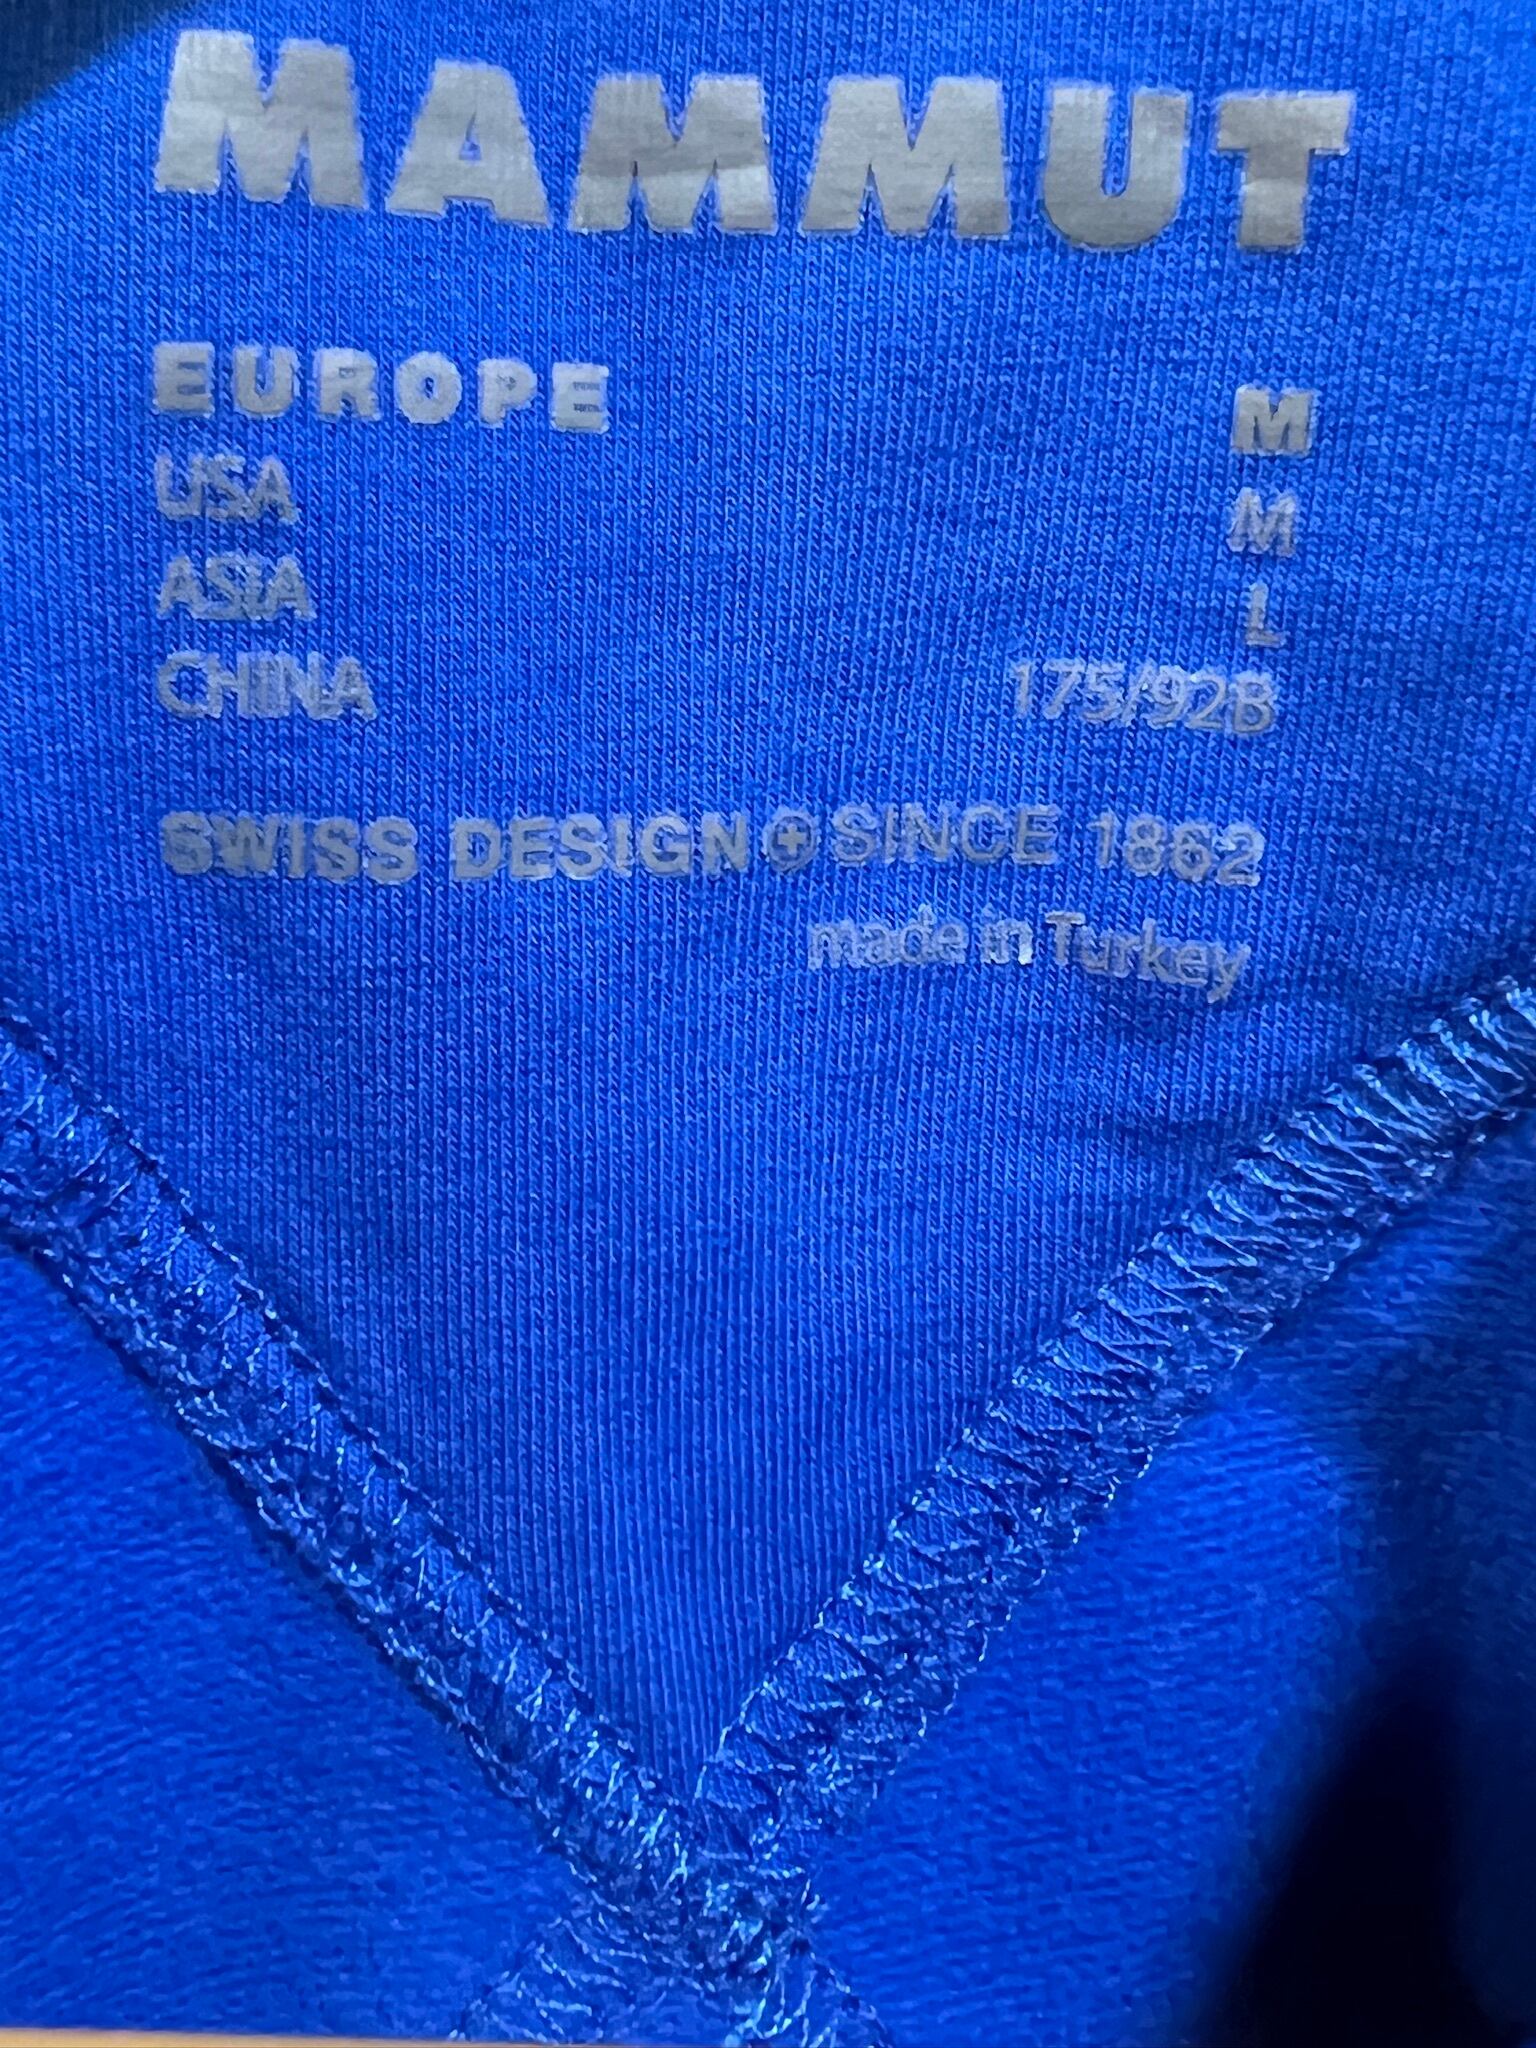 MAMMUT
EUROPE M
USA M
ASIA L
CHINA 175/92B
SWISS DESIGN + SINCE 1862
made in Turkey